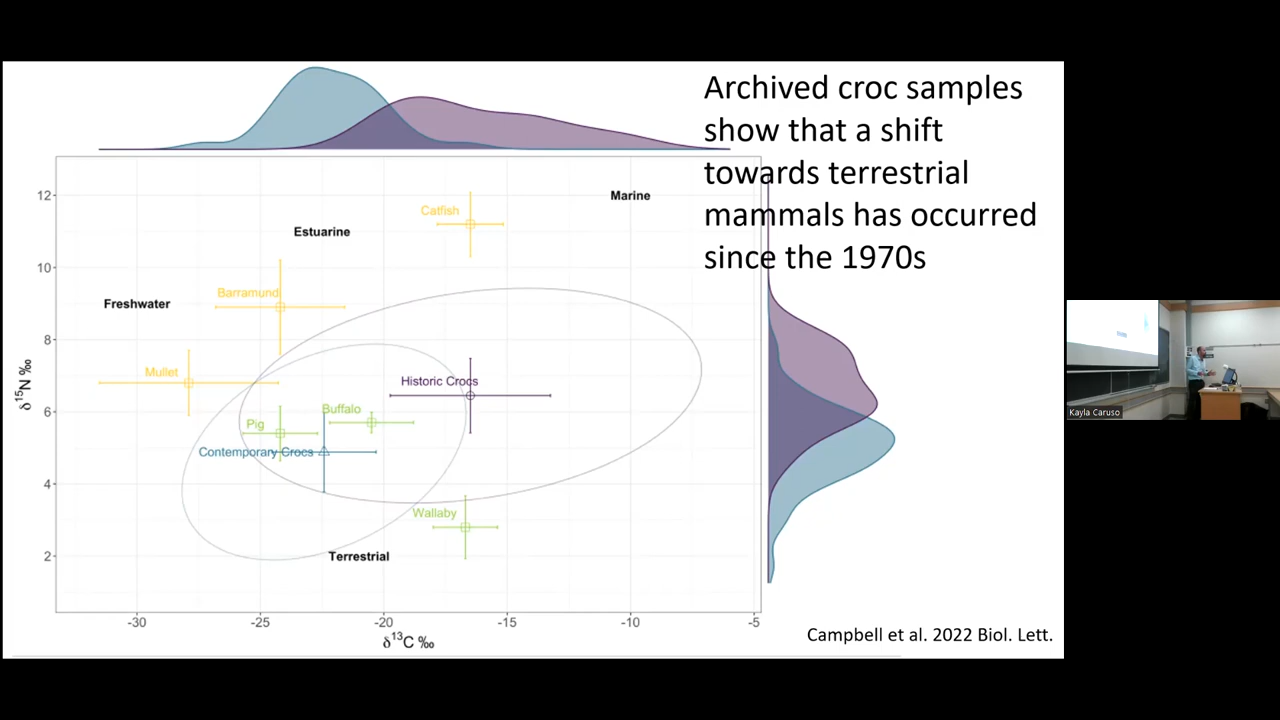 Archived croc samples
show that a shift
towards terrestrial
mammals has occurred
since the 1970s
12
10
8
6
4
2
δ15N ‰
Marine
Catfish
Estuarine
Barramund
Freshwater
Mullet
Historic Crocs
Buffalo
Pig
Contemporary Crocs
Wallaby
Terrestrial
-30
-25
-20
-15
-10
-5
δ13C ‰
Campbell et al. 2022 Biol. Lett.
Kayla Caruso